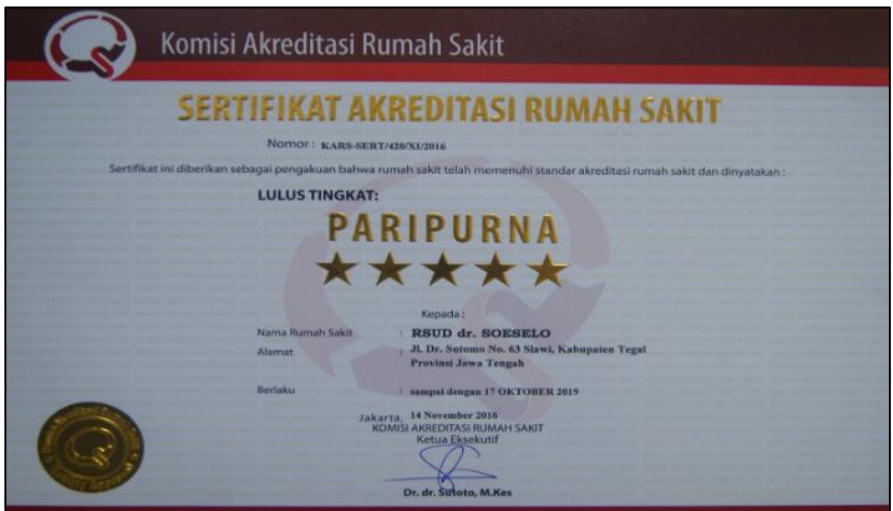 Komisi Akreditasi Rumah Sakit
SERTIFIKAT AKREDITASI RUMAH SAKIT
Nomor : KARS-SERT/420/XI/2016
Sertifikat ini diberikan sebagai pengakuan bahwa rumah sakit telah memenuhi standar akreditasi rumah sakit dan dinyatakan :
LULUS TINGKAT:
PARIPURNA
Kepada :
Nama Rumah Sakit : RSUD dr. SOESELO
Alamat : Jl. Dr. Sutomo No. 63 Slawi, Kabupaten Tegal
Provinsi Jawa Tengah
Berlaku : sampai dengan 17 OKTOBER 2019
Jakarta, 14 November 2016
KOMISI AKREDITASI RUMAH SAKIT
Ketua Eksekutif
Dr. dr. Sutoto, M.Kes